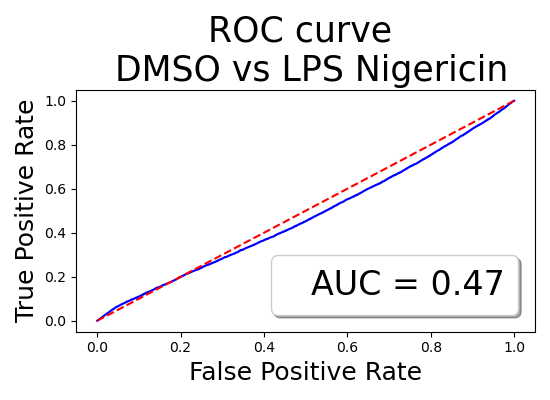 ROC curve
DMSO vs LPS Nigericin
True Positive Rate
1.0
0.8
0.6
0.4
0.2
0.0
AUC = 0.47
0.0 0.2 0.4 0.6 0.8 1.0
False Positive Rate